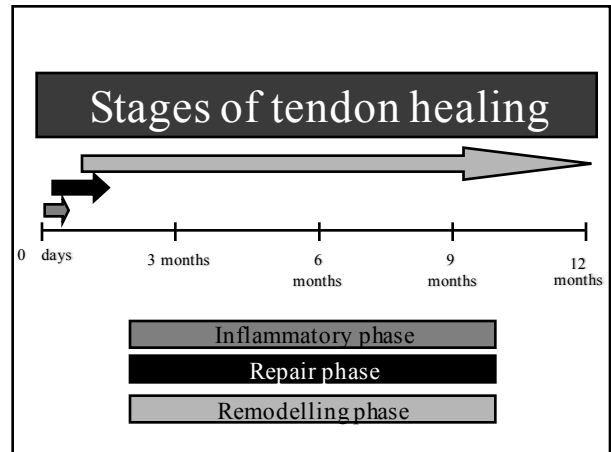 Stages of tendon healing
0 days 3 months 6 months 9 months 12 months
Inflammatory phase
Repair phase
Remodelling phase